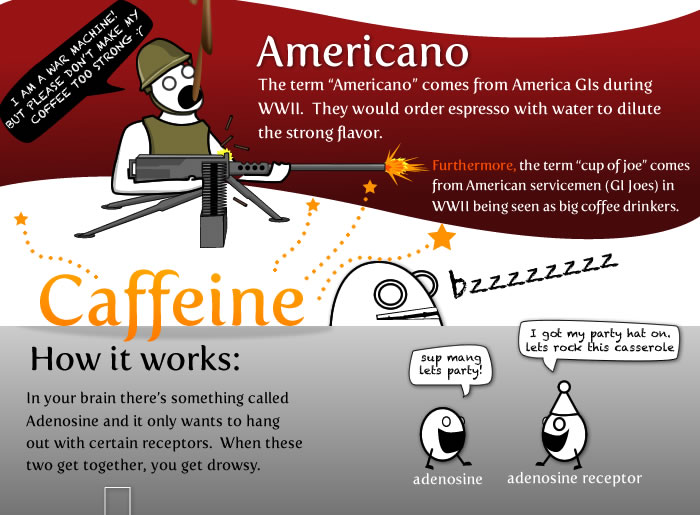 I AM A WAR MACHINE!
BUT PLEASE DON'T MAKE MY
COFFEE TOO STRONG :(
Americano
The term “Americano” comes from America GIs during
WWII. They would order espresso with water to dilute
the strong flavor.
Furthermore, the term “cup of joe” comes
from American servicemen (GI Joes) in
WWII being seen as big coffee drinkers.
Caffeine
bzzzzzzzzz
How it works:
In your brain there's something called
Adenosine and it only wants to hang
out with certain receptors. When these
two get together, you get drowsy.
sup mang
lets party!
I got my party hat on.
lets rock this casserole
adenosine
adenosine receptor